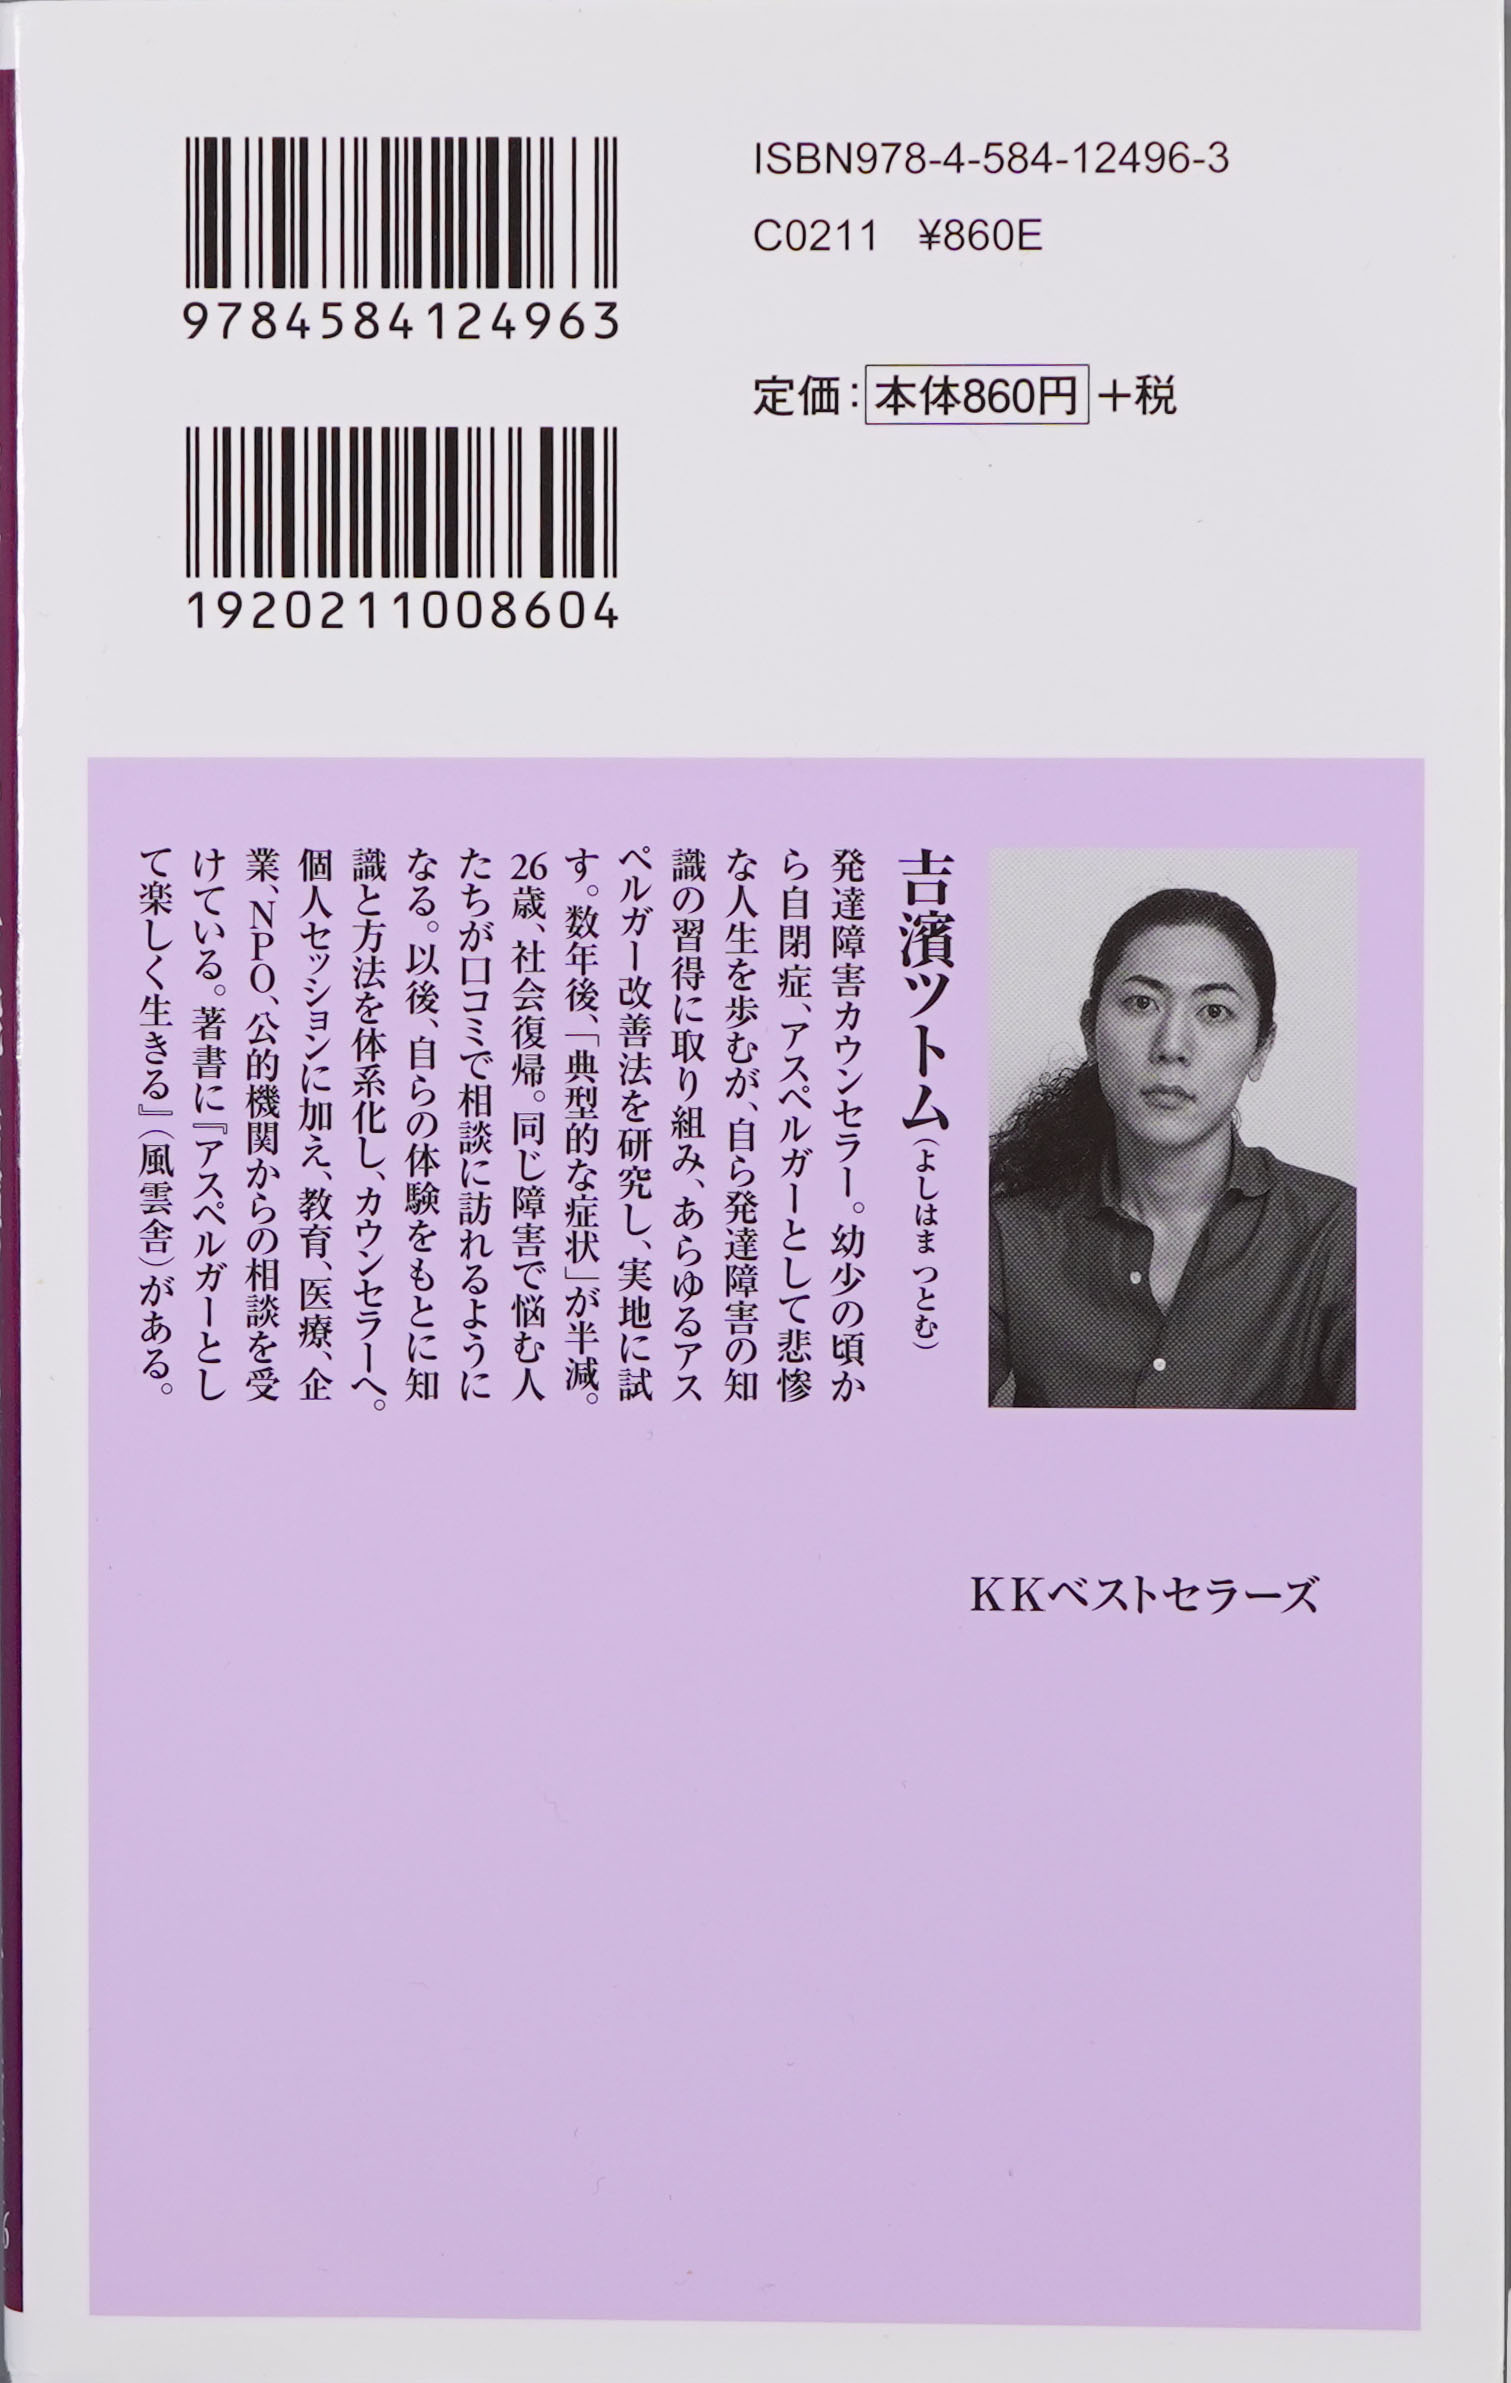 ISBN978-4-584-12496-3
C0211 ¥860E
9784584124963
定価：本体860円＋税
1920211008604
吉濱ツトム（よしはま つとむ）
発達障害カウンセラー。幼少の頃か
ら自閉症、アスペルガーとして悲惨
な人生を歩むが、自ら発達障害の知
識の習得に取り組み、あらゆるアス
ペルガー改善法を研究し、実地に試
す。数年後、「典型的な症状」が半減。
26歳、社会復帰。同じ障害で悩む人
たちが口コミで相談に訪れるように
なる。以後、自らの体験をもとに知
識と方法を体系化し、カウンセラーへ。
個人セッションに加え、教育、医療、企
業、NPO、公的機関からの相談を受
けている。著書に『アスペルガーとし
て楽しく生きる』（風雲舎）がある。
KKベストセラーズ